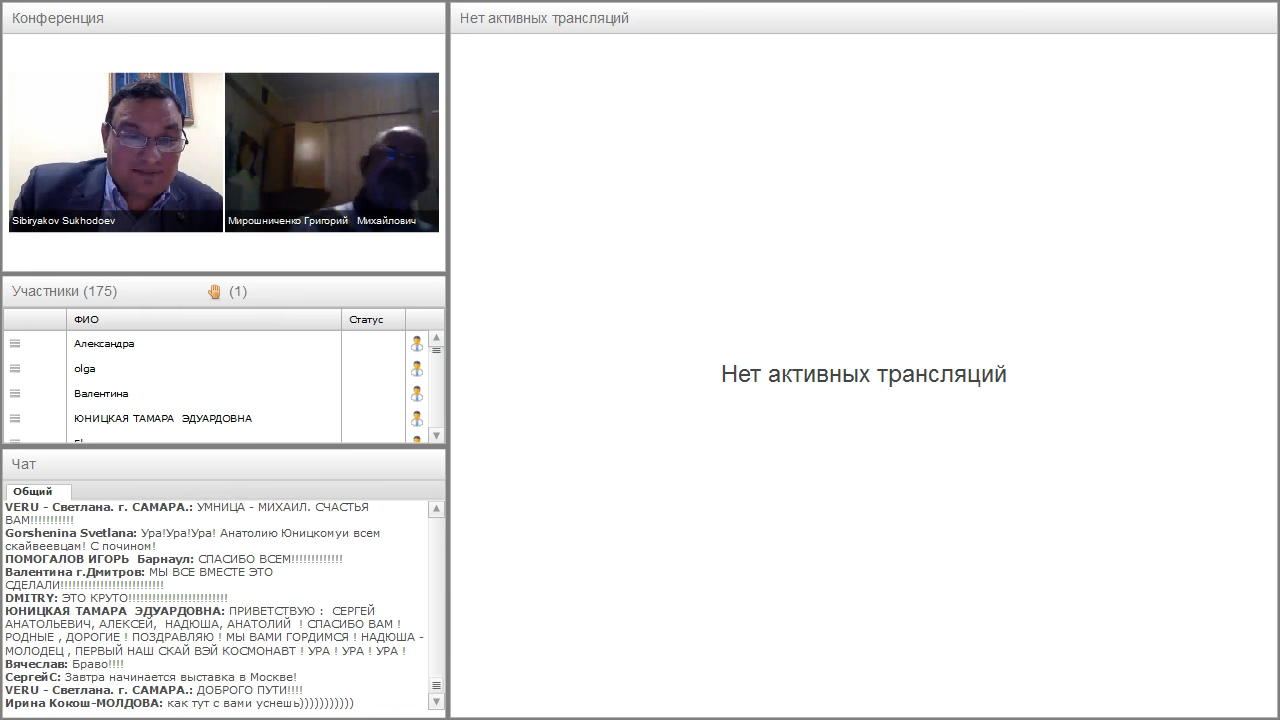 Конференция
Нет активных трансляций
Sibiryakov Sukhodoev
Мирошниченко Григорий Михайлович
Участники (175)
(1)
ФИО
Статус
Александра
olga
Валентина
ЮНИЦКАЯ ТАМАРА ЭДУАРДОВНА
Чат
Общий
VERU - Светлана. г. САМАРА.: УМНИЦА - МИХАИЛ. СЧАСТЬЯ
ВАМ!!!!!!!!!!!
Gorshenina Svetlana: Ура!Ура!Ура! Анатолию Юницкомуи всем
скайвеевцам! С почином!
ПОМОГАЛОВ ИГОРЬ Барнаул: СПАСИБО ВСЕМ!!!!!!!!!!!!!
Валентина г.Дмитров: МЫ ВСЕ ВМЕСТЕ ЭТО
СДЕЛАЛИ!!!!!!!!!!!!!!!!!!!!!!!!!!
DMITRY: ЭТО КРУТО!!!!!!!!!!!!!!!!!!!!!!!!!
ЮНИЦКАЯ ТАМАРА ЭДУАРДОВНА: ПРИВЕТСТВУЮ : СЕРГЕЙ
АНАТОЛЬЕВИЧ, АЛЕКСЕЙ, НАДЮША, АНАТОЛИЙ ! СПАСИБО ВАМ !
РОДНЫЕ , ДОРОГИЕ ! ПОЗДРАВЛЯЮ ! МЫ ВАМИ ГОРДИМСЯ ! НАДЮША -
МОЛОДЕЦ , ПЕРВЫЙ НАШ СКАЙ ВЭЙ КОСМОНАВТ ! УРА ! УРА ! УРА !
Вячеслав: Браво!!!!
СергейС: Завтра начинается выставка в Москве!
VERU - Светлана. г. САМАРА.: ДОБРОГО ПУТИ!!!!
Ирина Кокош-МОЛДОВА: как тут с вами уснешь)))))))))))
Нет активных трансляций